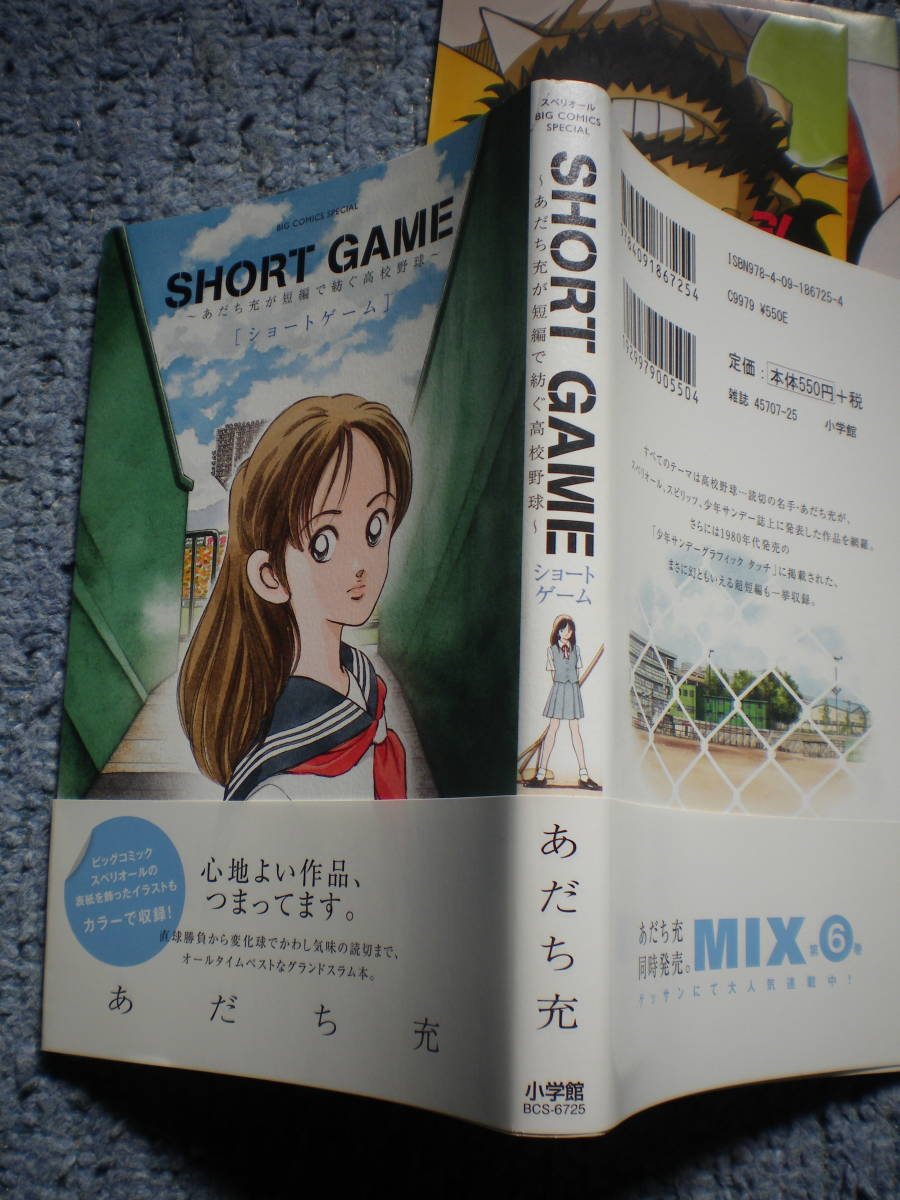 BIG COMICS SPECIAL
SHORT GAME
～あだち充が短編で紡ぐ高校野球～
[ショートゲーム]
ビッグコミック
スペリオールの
表紙を飾ったイラストも
カラーで収録!
心地よい作品、
つまってます。
直球勝負から変化球でかわし気味の読切まで、
オールタイムベストなグランドスラム本。
あだち充
スペリオール
BIG COMICS
SPECIAL
SHORT GAME
～あだち充が短編で紡ぐ高校野球～
ショート
ゲーム
あだち充
小学館
BCS-6725
9784091867254
1929979005504
ISBN978-4-09-186725-4
C9979 ¥550E
定価:本体550円+税
雑誌 45707-25
小学館
すべてのテーマは高校野球…読切の名手・あだち充が、
スペリオール、スピリッツ、少年サンデー誌上に発表した作品を網羅。
さらには1980年代発売の
「少年サンデーグラフィック タッチ」に掲載された、
まさに幻ともいえる超短編も一挙収録。
あだち充
同時発売。
MIX 第6巻
ゲッサンにて大人気連載中!